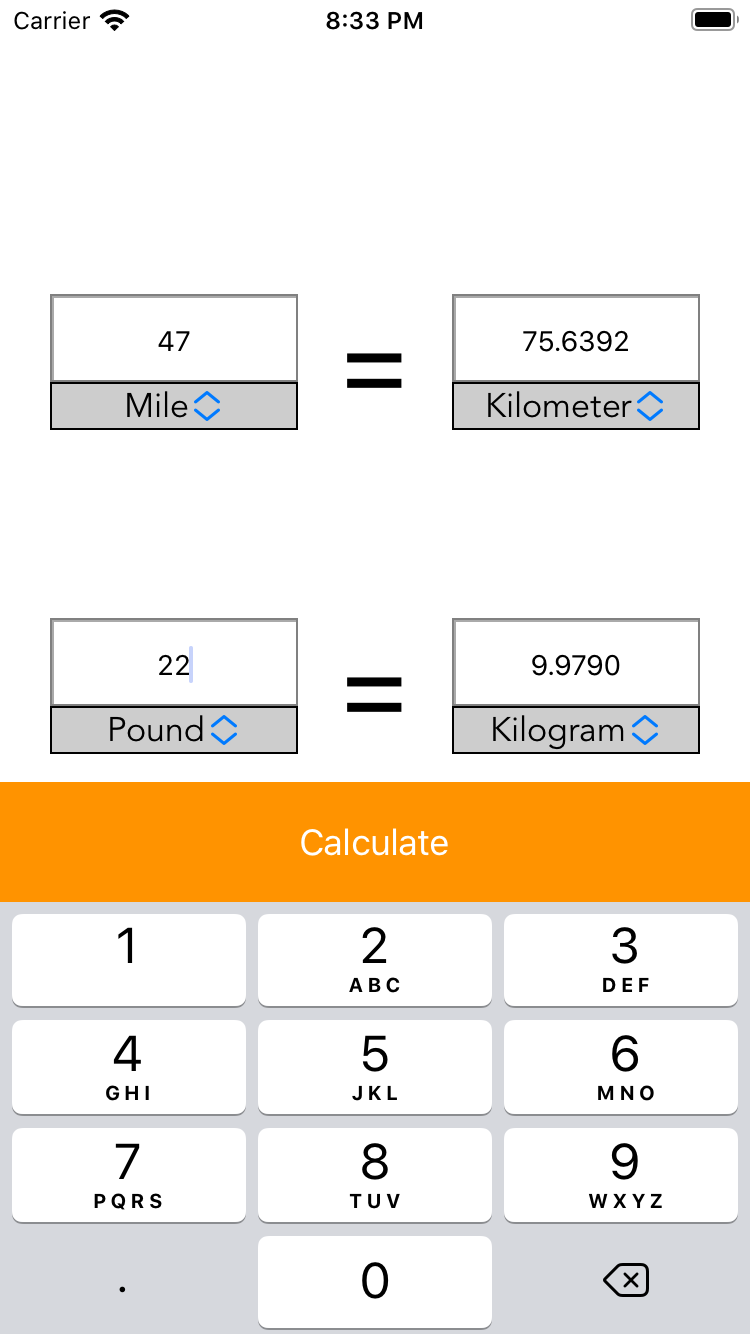 Carrier 8:33 PM
47 = 75.6392
Mile Kilometer
22 = 9.9790
Pound Kilogram
Calculate
1 2 3
ABC DEF
4 5 6
GHI JKL MNO
7 8 9
PQRS TUV WXYZ
. 0